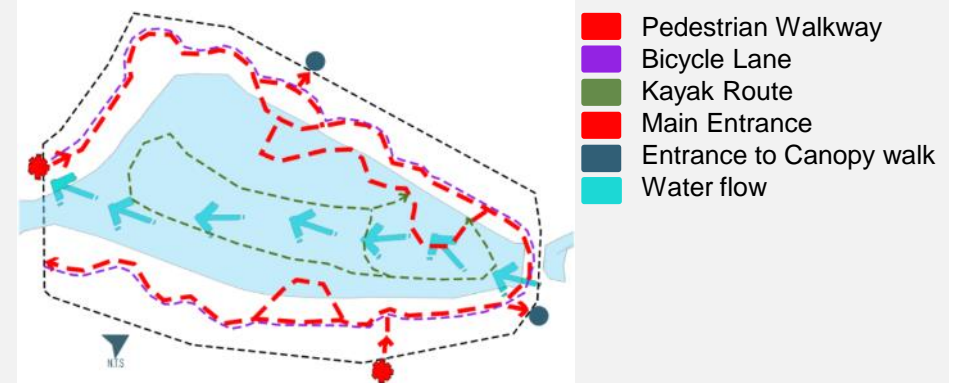 Pedestrian Walkway
Bicycle Lane
Kayak Route
Main Entrance
Entrance to Canopy walk
Water flow
N.T.S